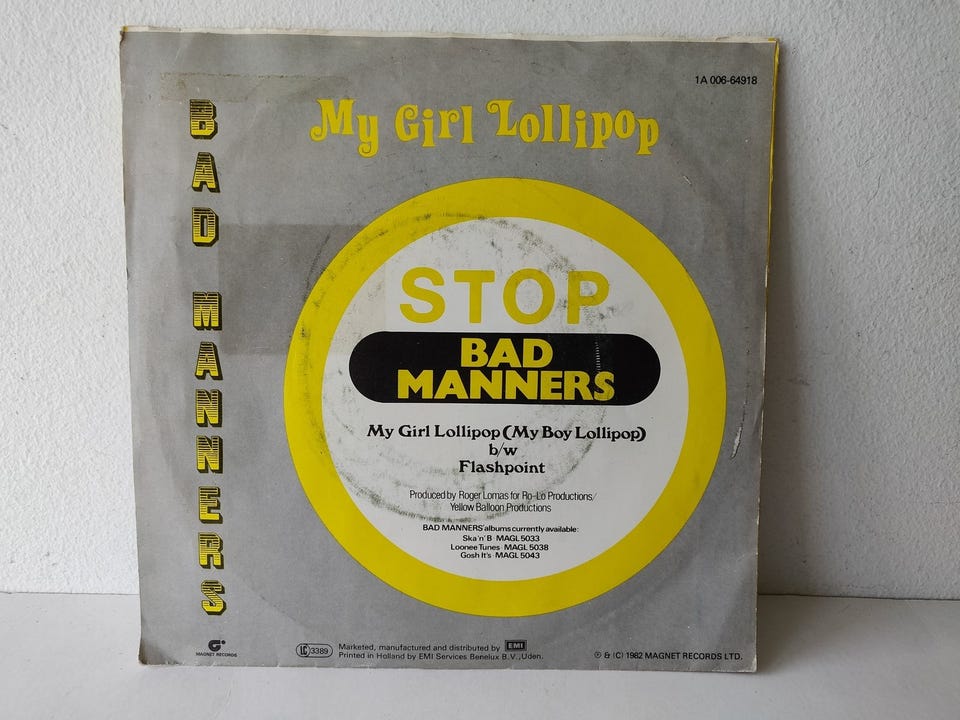 1A 006-64918
My Girl Lollipop
BAD MANNERS
STOP
BAD
MANNERS
My Girl Lollipop (My Boy Lollipop)
b/w
Flashpoint
Produced by Roger Lomas for Ro-Lo Productions/
Yellow Balloon Productions
BAD MANNERS' albums currently available:
Ska 'n' B · MAGL 5033
Loonee Tunes · MAGL 5038
Gosh It's · MAGL 5043
MAGNET RECORDS
LC 3389
Marketed, manufactured and distributed by EMI
Printed in Holland by EMI Services Benelux B.V., Uden.
℗ & (C) 1982 MAGNET RECORDS LTD.